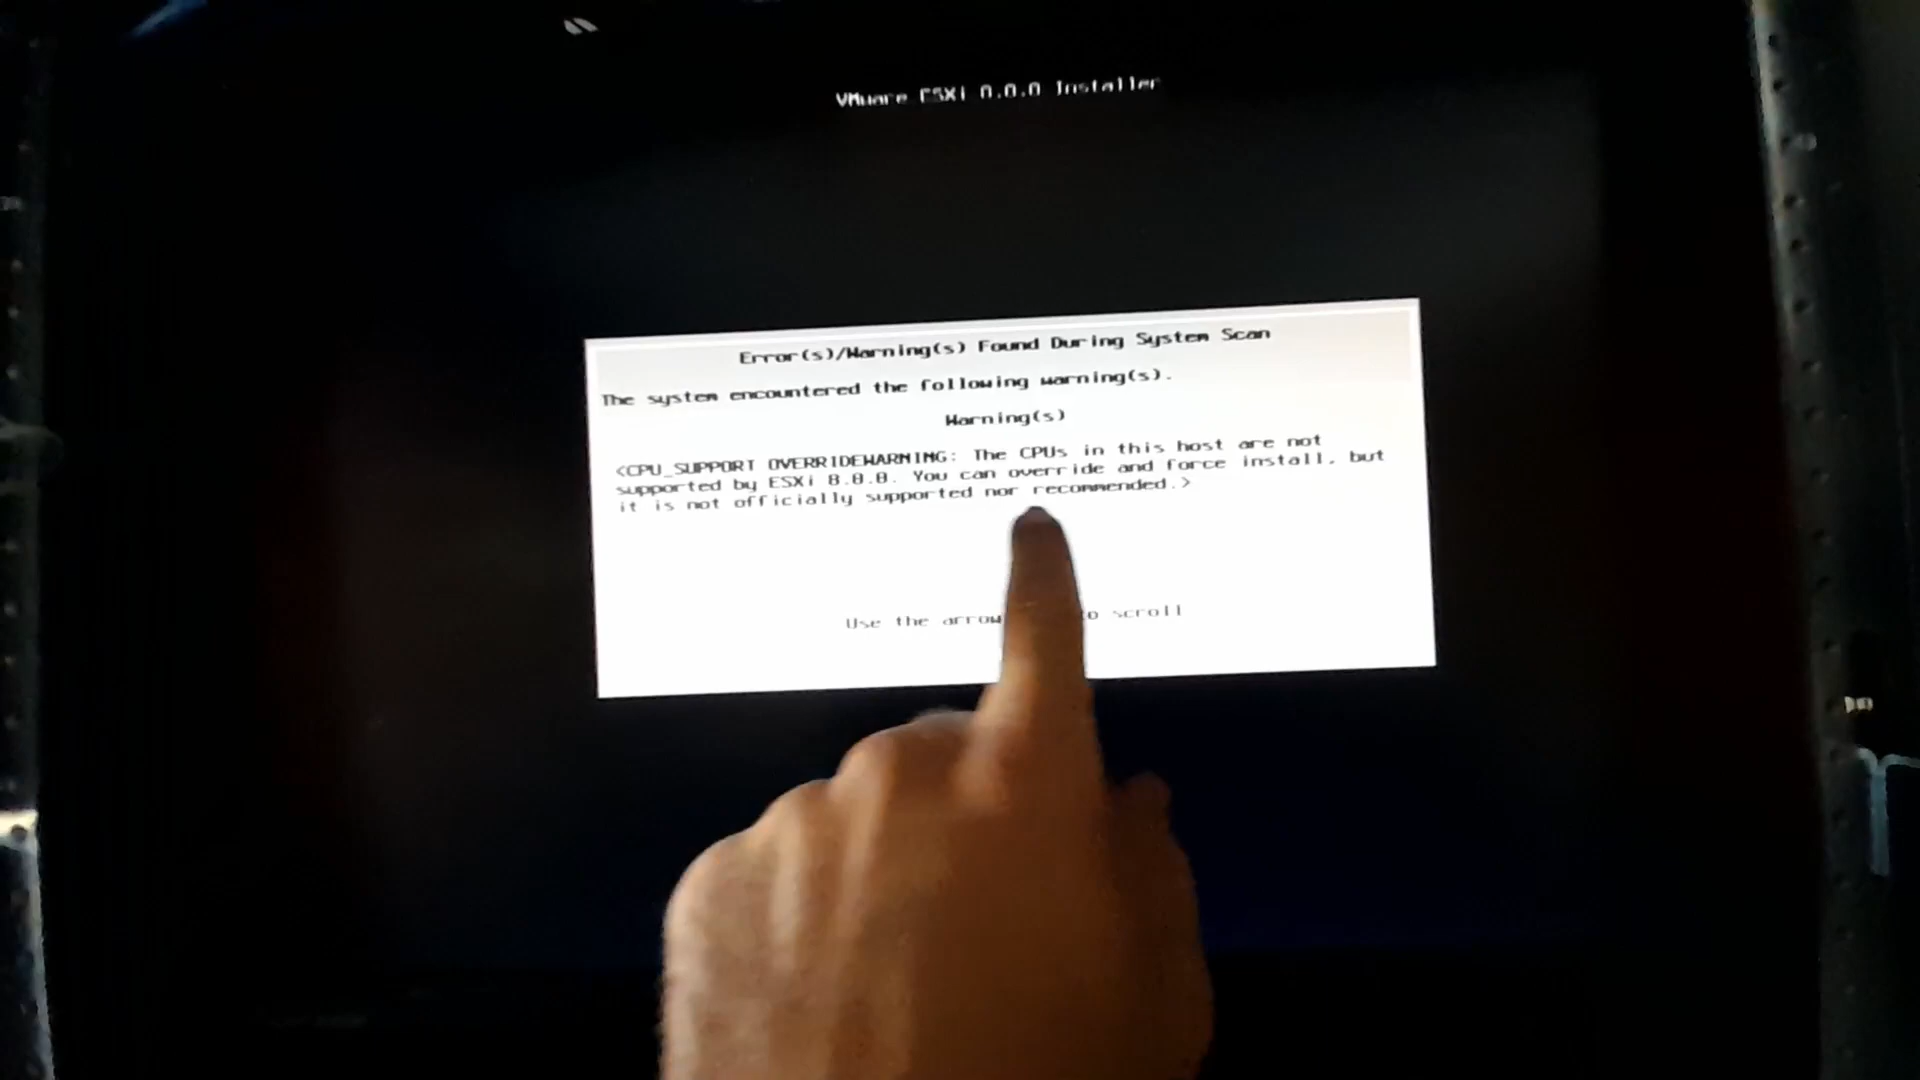 VMware ESXi 8.0.0 Installer
Error(s)/Warning(s) Found During System Scan
The system encountered the following warning(s).
Warning(s)
<CPU_SUPPORT OVERRIDEWARNING: The CPUs in this host are not
supported by ESXi 8.0.0. You can override and force install, but
it is not officially supported nor recommended.>
Use the arrow to scroll